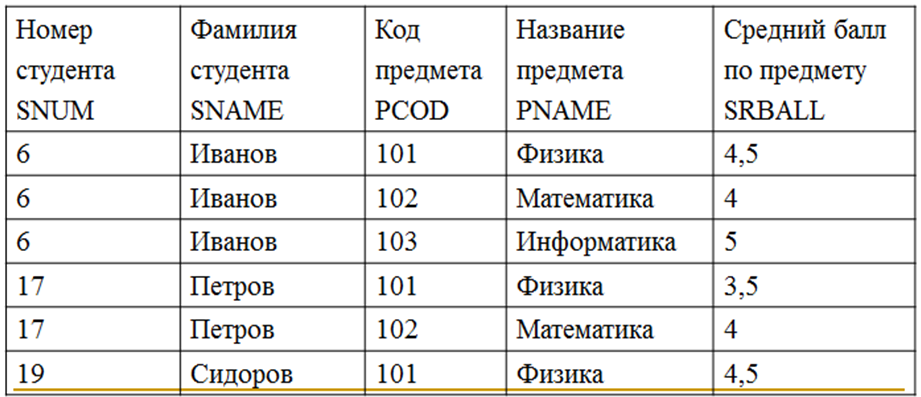 Номер студента SNUM Фамилия студента SNAME Код предмета PCOD Название предмета PNAME Средний балл по предмету SRBALL
6 Иванов 101 Физика 4,5
6 Иванов 102 Математика 4
6 Иванов 103 Информатика 5
17 Петров 101 Физика 3,5
17 Петров 102 Математика 4
19 Сидоров 101 Физика 4,5